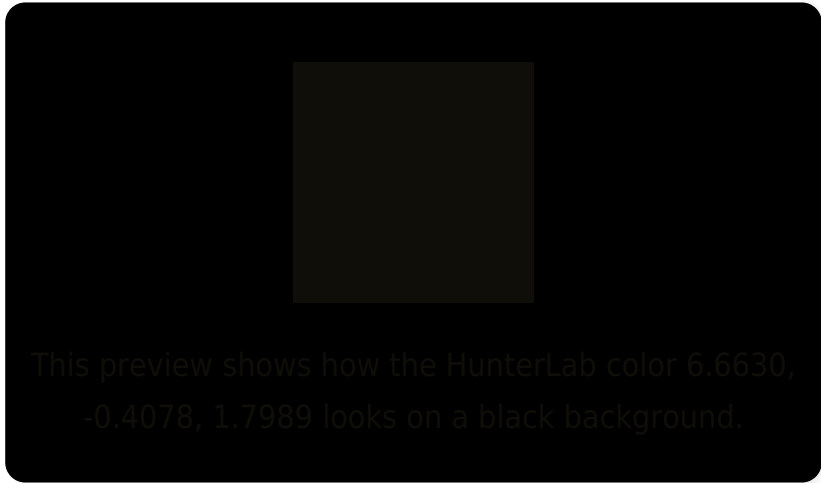 This preview shows how the HunterLab color 6.6630,
-0.4078, 1.7989 looks on a black background.